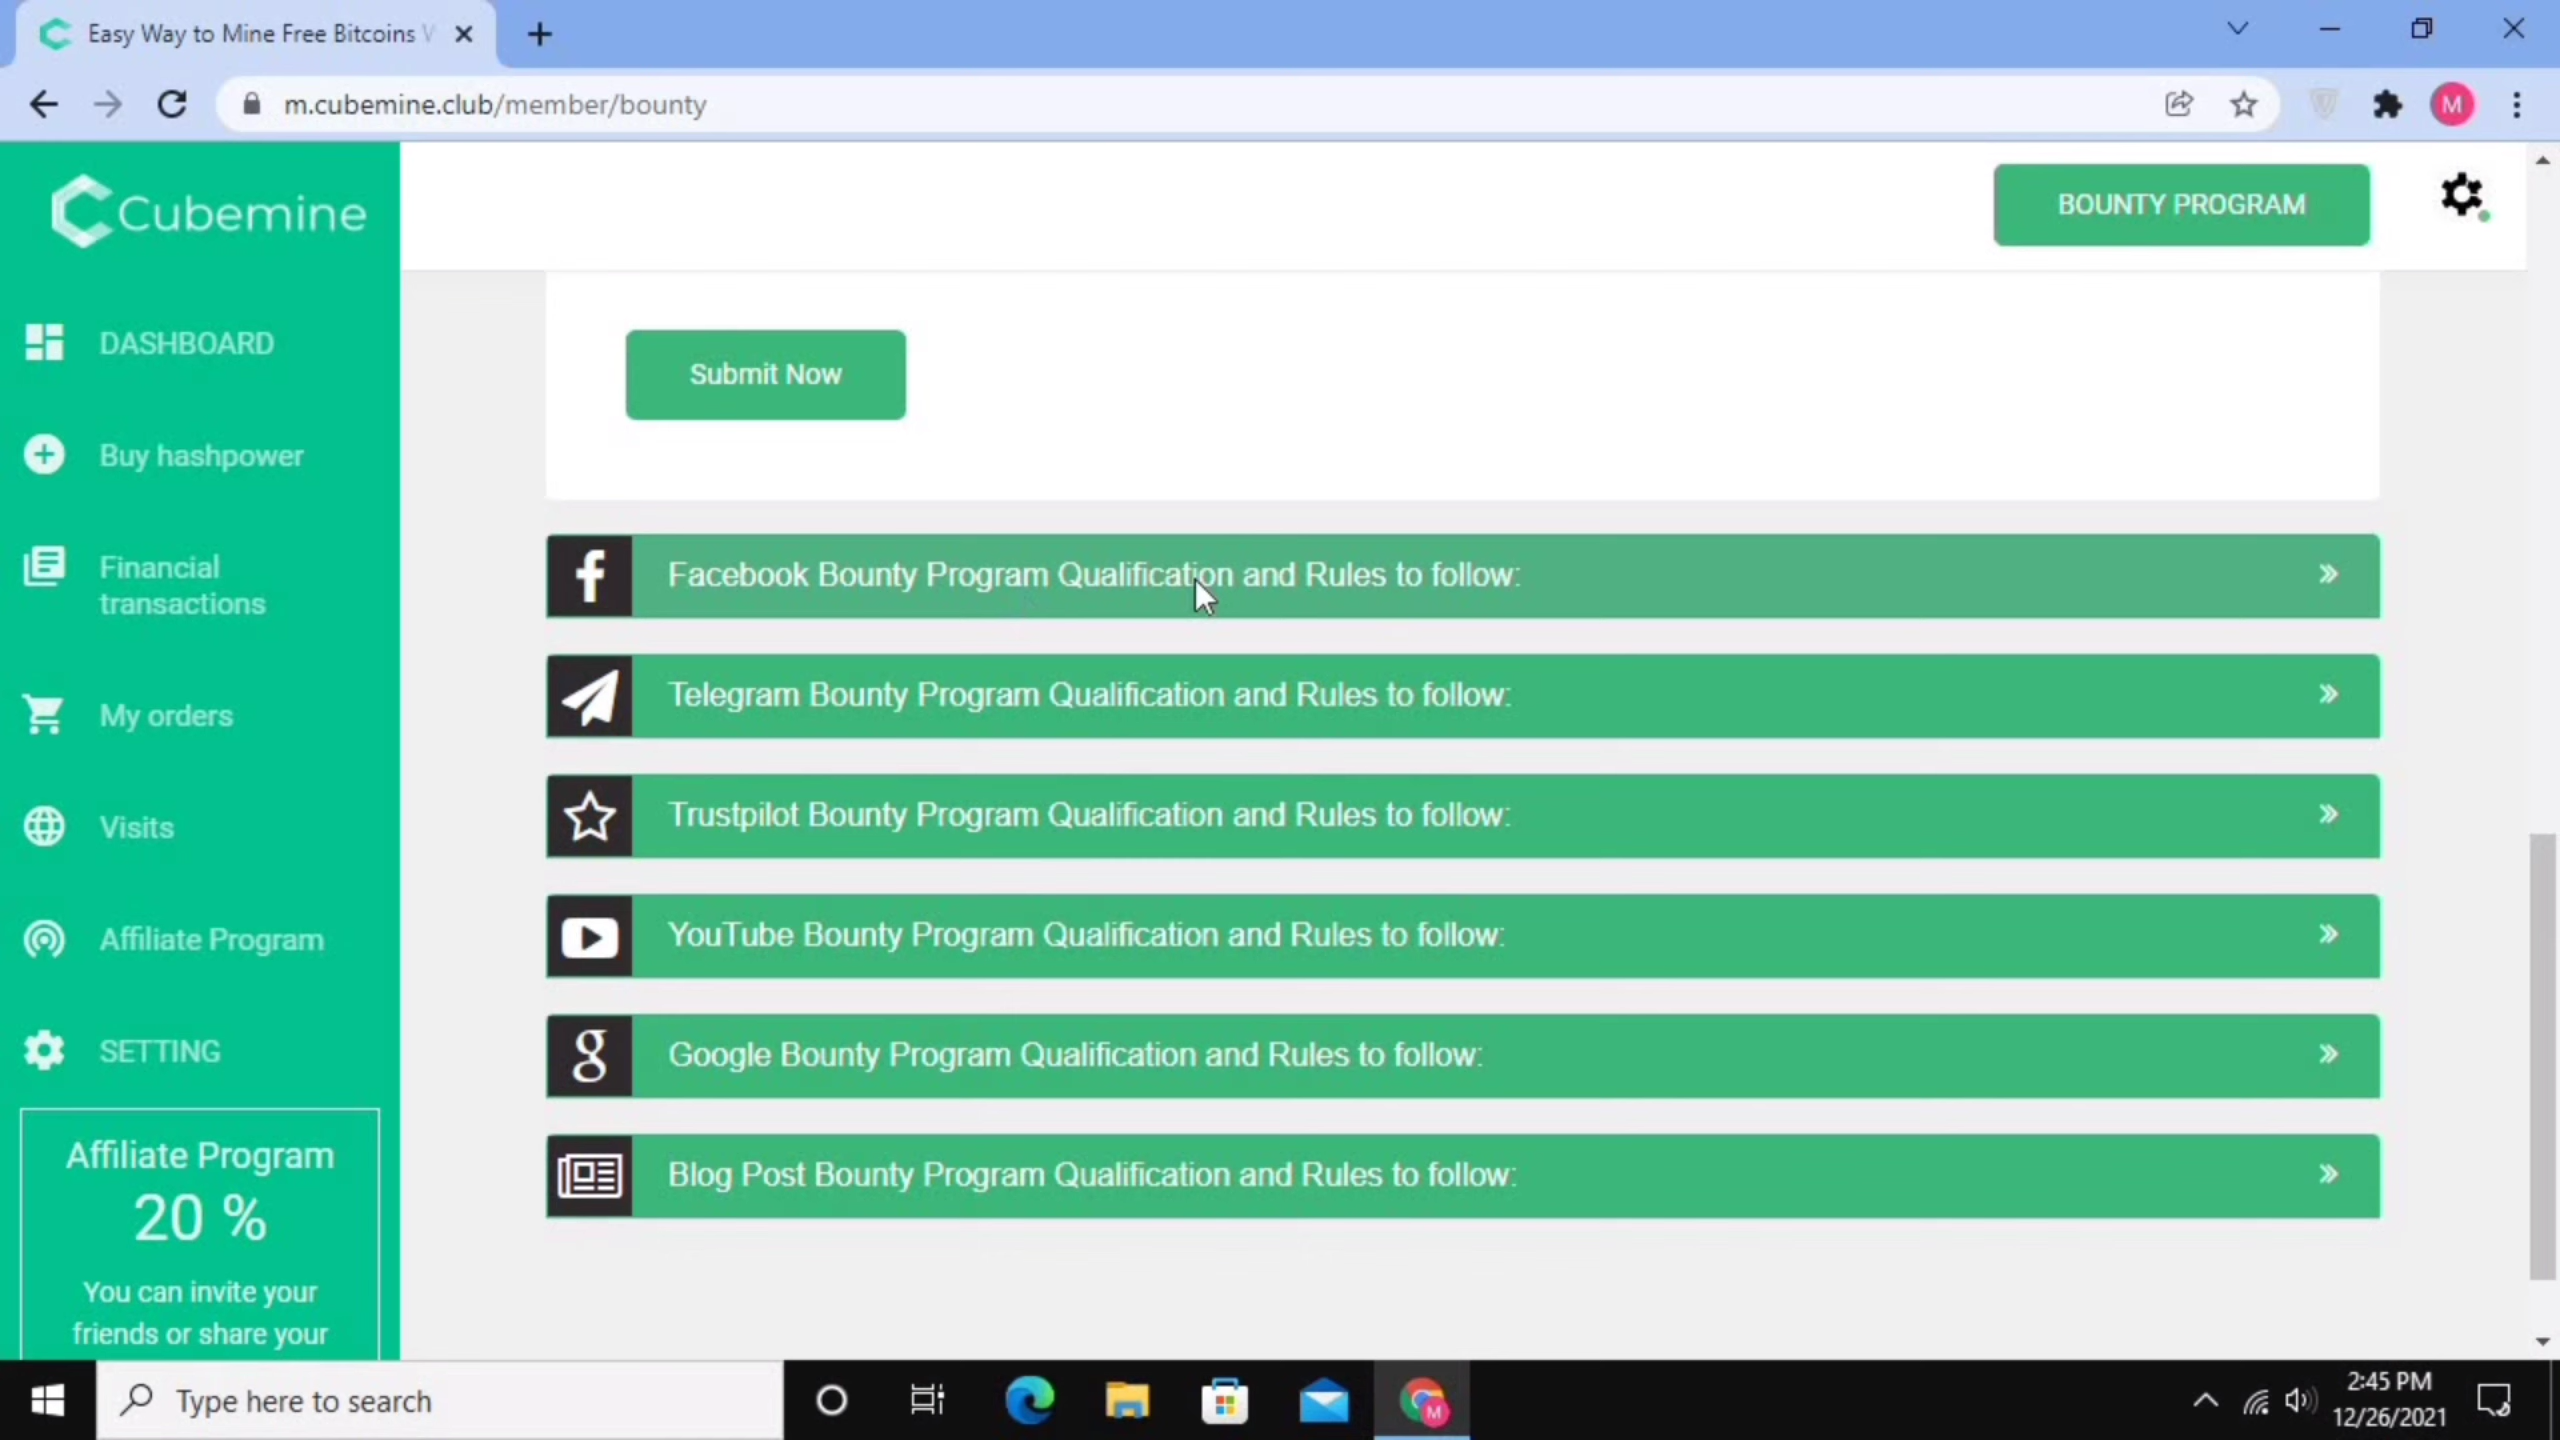 Easy Way to Mine Free Bitcoins
m.cubemine.club/member/bounty
M
Cubemine
BOUNTY PROGRAM
DASHBOARD
Buy hashpower
Financial
transactions
My orders
Visits
Affiliate Program
SETTING
Affiliate Program
20 %
You can invite your
friends or share your
Submit Now
Facebook Bounty Program Qualification and Rules to follow:
Telegram Bounty Program Qualification and Rules to follow:
Trustpilot Bounty Program Qualification and Rules to follow:
YouTube Bounty Program Qualification and Rules to follow:
Google Bounty Program Qualification and Rules to follow:
Blog Post Bounty Program Qualification and Rules to follow:
Type here to search
M
2:45 PM
12/26/2021